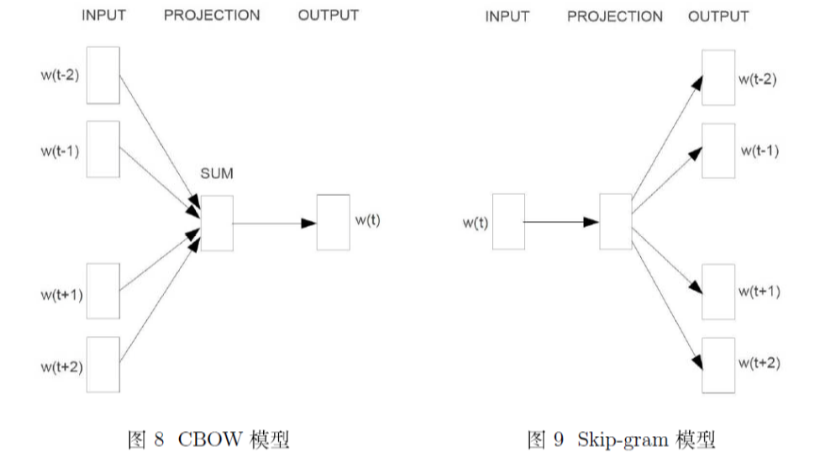 INPUT PROJECTION OUTPUT
w(t-2)
w(t-1)
SUM
w(t)
w(t+1)
w(t+2)
图 8 CBOW 模型
INPUT PROJECTION OUTPUT
w(t-2)
w(t-1)
w(t)
w(t+1)
w(t+2)
图 9 Skip-gram 模型